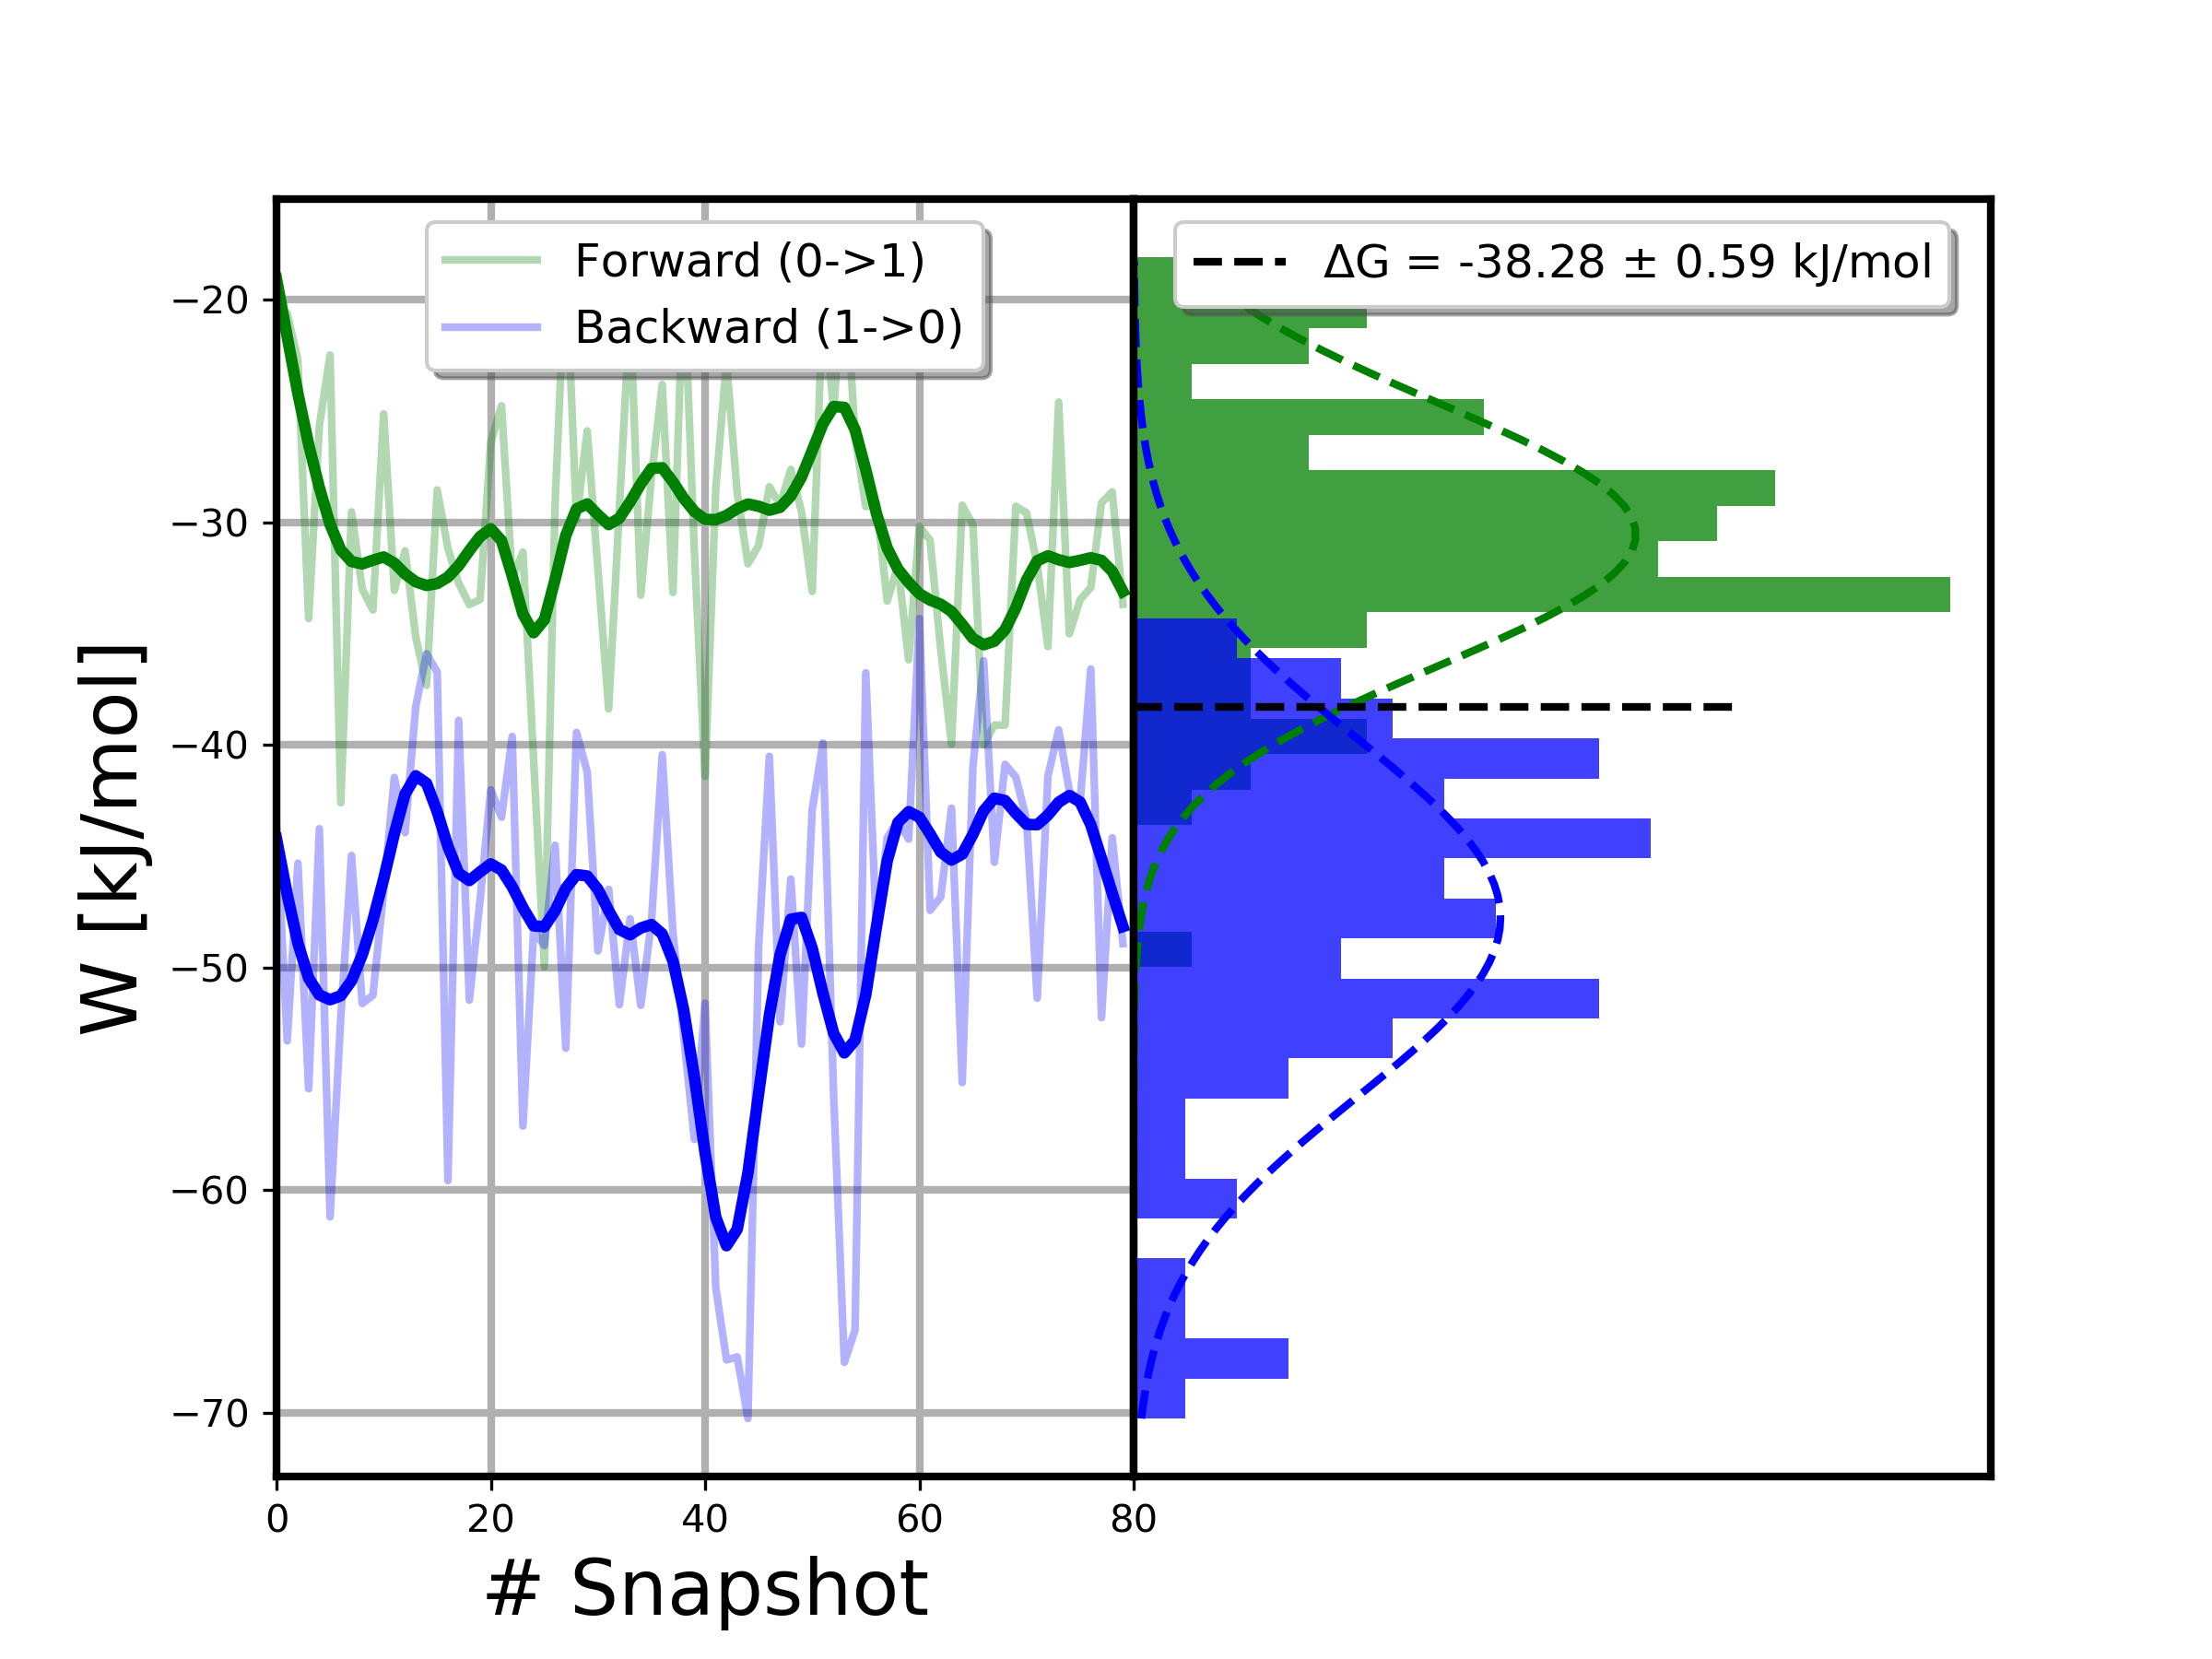 Forward (0->1)
Backward (1->0)
ΔG = -38.28 ± 0.59 kJ/mol
−20
−30
−40
−50
−60
−70
W [kJ/mol]
0 20 40 60 80
# Snapshot